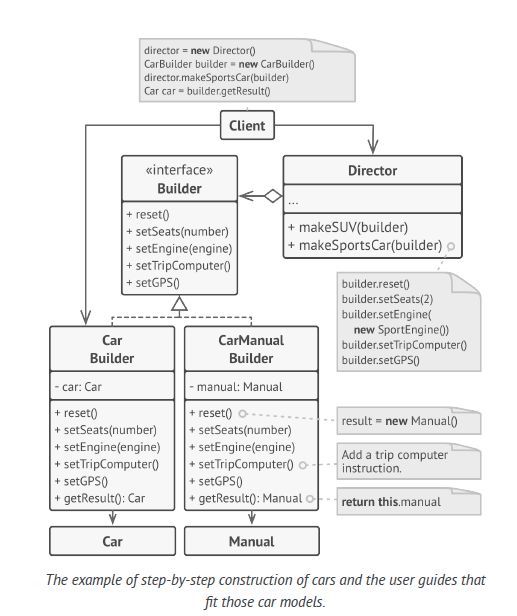 director = new Director()
CarBuilder builder = new CarBuilder()
director.makeSportsCar(builder)
Car car = builder.getResult()
Client
«interface»
Builder
+ reset()
+ setSeats(number)
+ setEngine(engine)
+ setTripComputer()
+ setGPS()
Director
...
+ makeSUV(builder)
+ makeSportsCar(builder)
builder.reset()
builder.setSeats(2)
builder.setEngine(
new SportEngine())
builder.setTripComputer()
builder.setGPS()
Car
Builder
- car: Car
+ reset()
+ setSeats(number)
+ setEngine(engine)
+ setTripComputer()
+ setGPS()
+ getResult(): Car
CarManual
Builder
- manual: Manual
+ reset()
+ setSeats(number)
+ setEngine(engine)
+ setTripComputer()
+ setGPS()
+ getResult(): Manual
result = new Manual()
Add a trip computer
instruction.
return this.manual
Car
Manual
The example of step-by-step construction of cars and the user guides that
fit those car models.